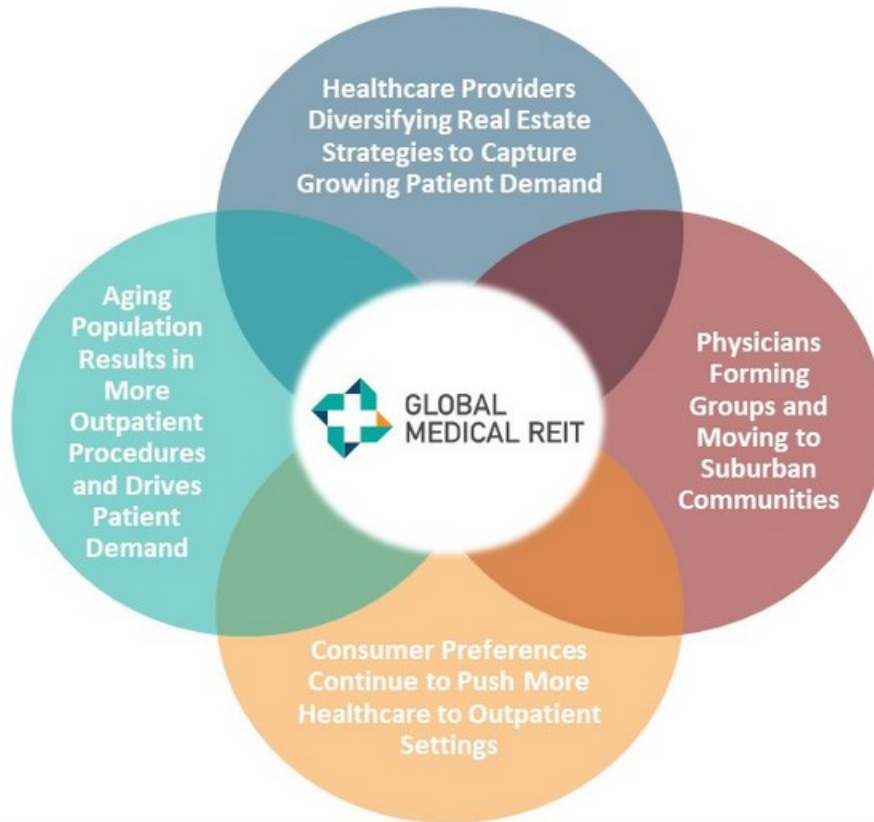 Healthcare Providers
Diversifying Real Estate
Strategies to Capture
Growing Patient Demand
Aging
Population
Results in
More
Outpatient
Procedures
and Drives
Patient
Demand
GLOBAL
MEDICAL REIT
Physicians
Forming
Groups and
Moving to
Suburban
Communities
Consumer Preferences
Continue to Push More
Healthcare to Outpatient
Settings